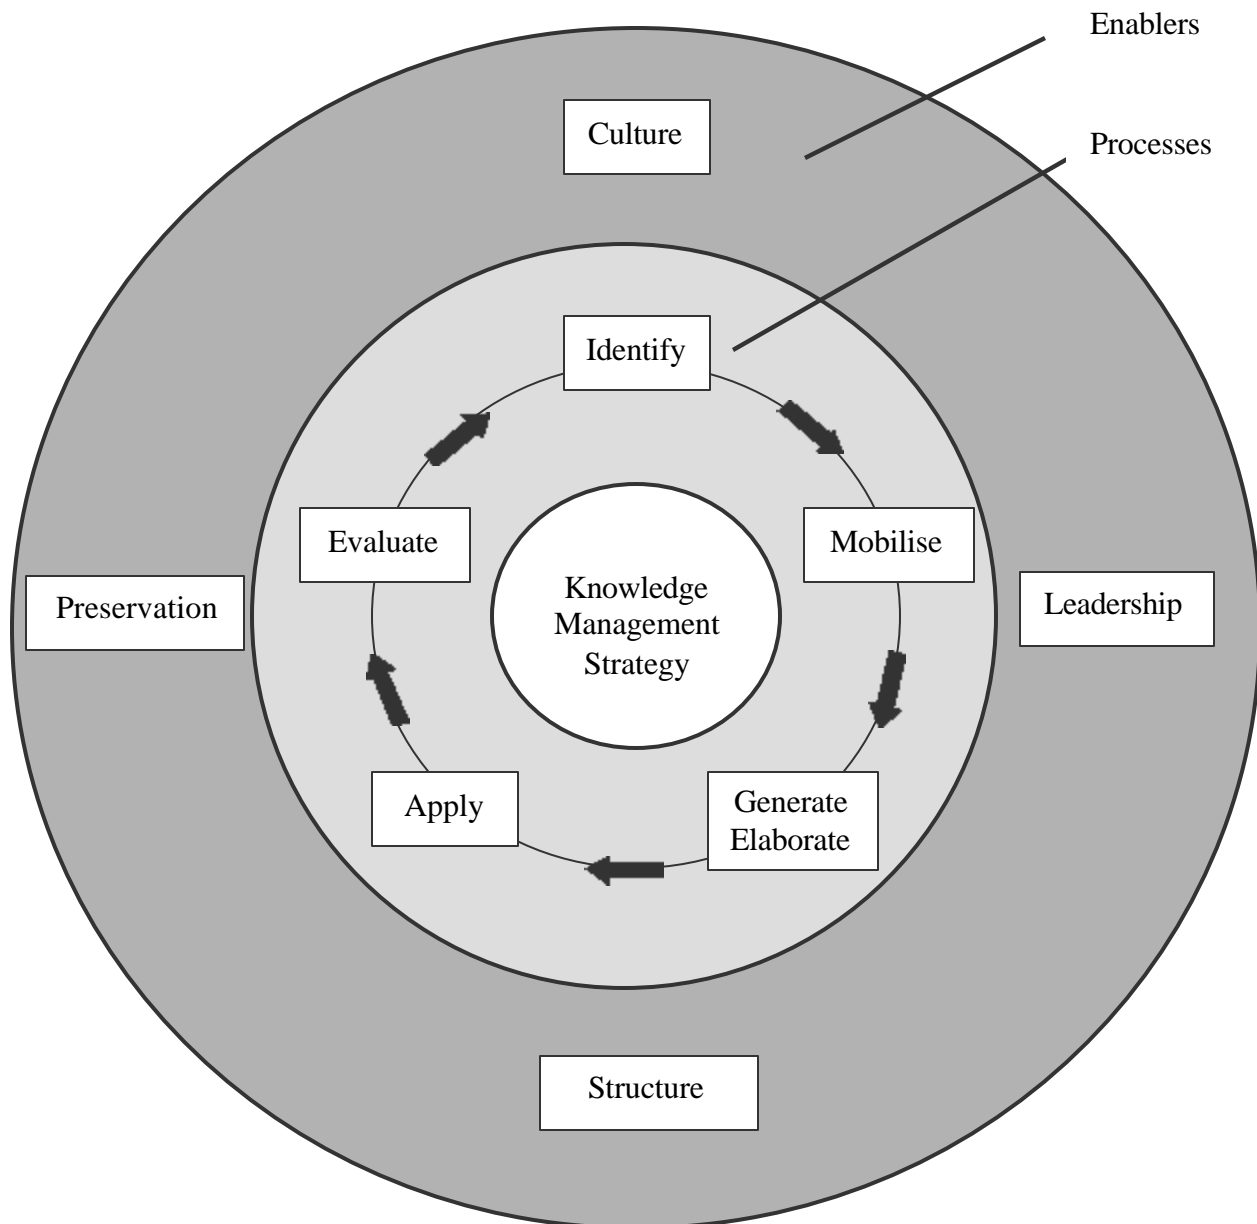 Enablers
Culture
Processes
Identify
Evaluate
Mobilise
Knowledge
Management
Strategy
Preservation
Leadership
Apply
Generate
Elaborate
Structure